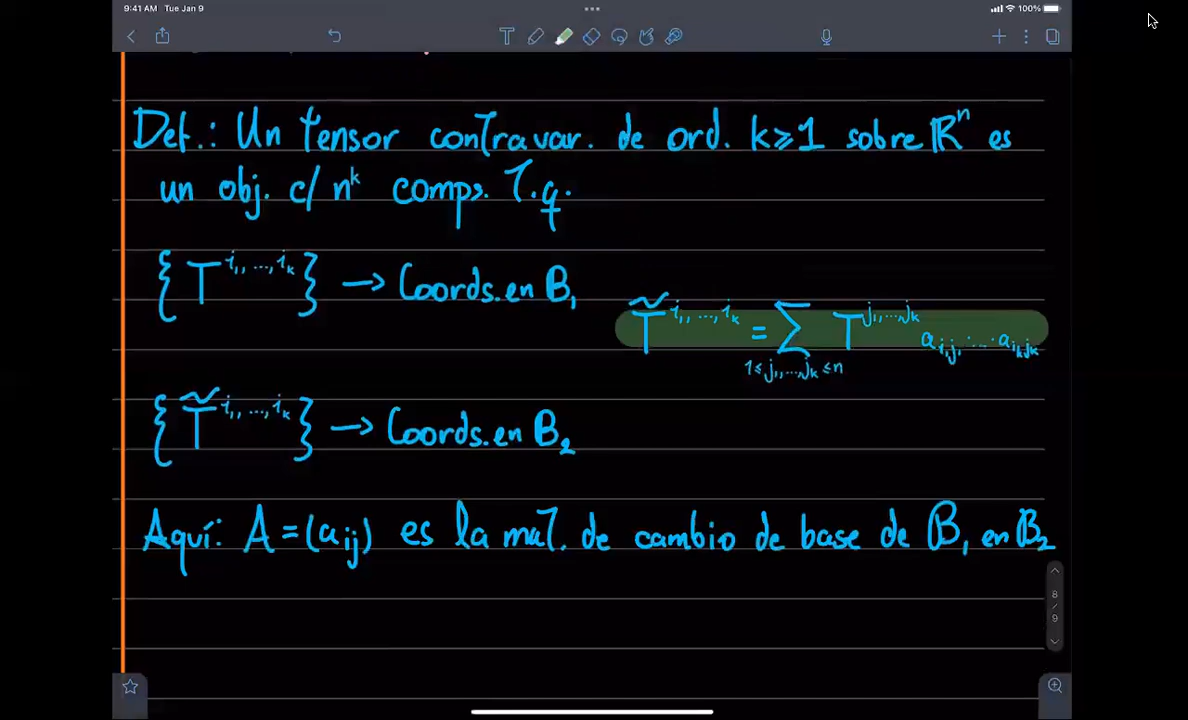 9:41 AM Tue Jan 9
100%
Def.: Un tensor contravar. de ord. k⩾1 sobre ℝⁿ es
un obj. c/ nᵏ comps. T.q.
{T^{i₁,...,iₖ}} → Coords. en B₁
T̃^{i₁,...,iₖ} = Σ_{1≤j₁,...,jₖ≤n} T^{j₁,...,jₖ} a_{i₁j₁}·...·a_{iₖjₖ}
{T̃^{i₁,...,iₖ}} → Coords. en B₂
Aquí: A=(aᵢⱼ) es la mat. de cambio de base de B₁ en B₂
8
/
9